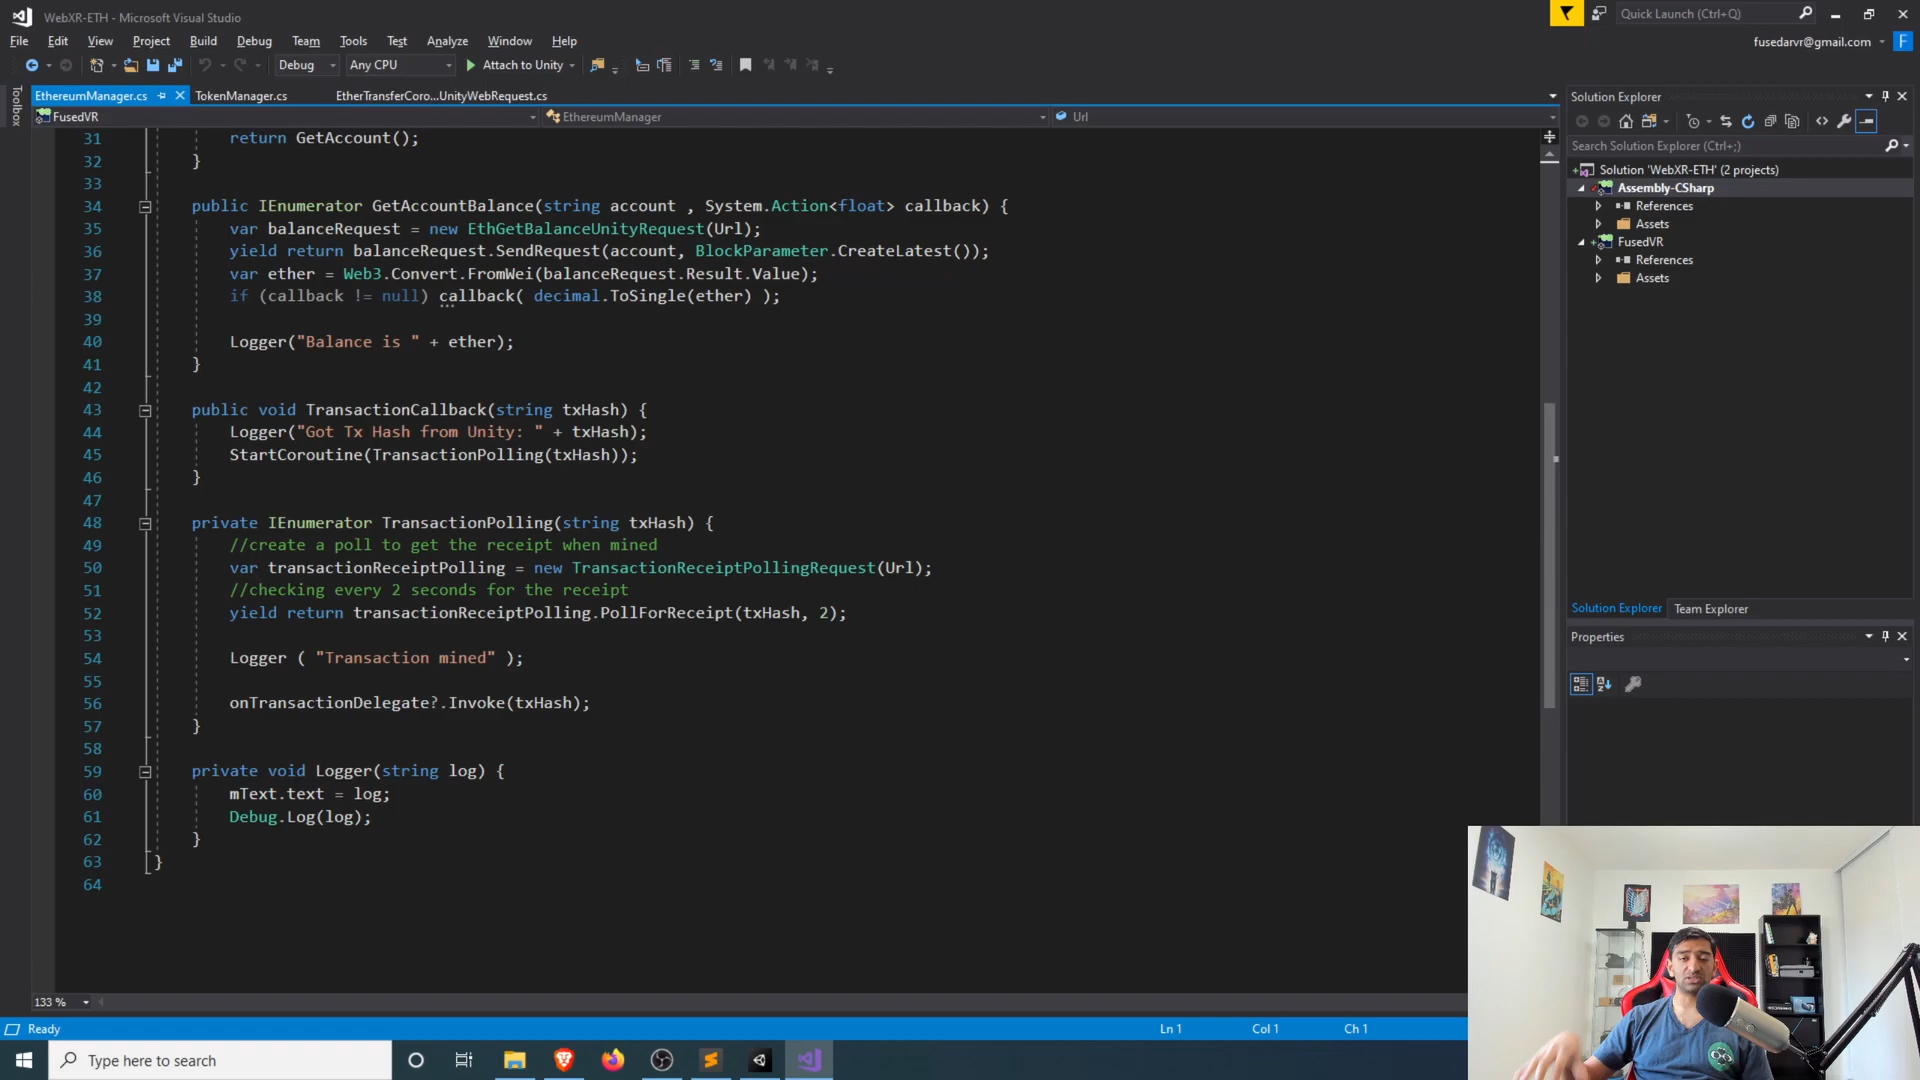 WebXR-ETH - Microsoft Visual Studio
Quick Launch (Ctrl+Q)
File Edit View Project Build Debug Team Tools Test Analyze Window Help
fusedarvr@gmail.com F
Debug Any CPU Attach to Unity
Toolbox
EthereumManager.cs TokenManager.cs EtherTransferCoro...UnityWebRequest.cs
FusedVR EthereumManager Url
31 return GetAccount();
32 }
33
34 public IEnumerator GetAccountBalance(string account , System.Action<float> callback) {
35 var balanceRequest = new EthGetBalanceUnityRequest(Url);
36 yield return balanceRequest.SendRequest(account, BlockParameter.CreateLatest());
37 var ether = Web3.Convert.FromWei(balanceRequest.Result.Value);
38 if (callback != null) callback( decimal.ToSingle(ether) );
39
40 Logger("Balance is " + ether);
41 }
42
43 public void TransactionCallback(string txHash) {
44 Logger("Got Tx Hash from Unity: " + txHash);
45 StartCoroutine(TransactionPolling(txHash));
46 }
47
48 private IEnumerator TransactionPolling(string txHash) {
49 //create a poll to get the receipt when mined
50 var transactionReceiptPolling = new TransactionReceiptPollingRequest(Url);
51 //checking every 2 seconds for the receipt
52 yield return transactionReceiptPolling.PollForReceipt(txHash, 2);
53
54 Logger ( "Transaction mined" );
55
56 onTransactionDelegate?.Invoke(txHash);
57 }
58
59 private void Logger(string log) {
60 mText.text = log;
61 Debug.Log(log);
62 }
63 }
64
133 %
Solution Explorer
Search Solution Explorer (Ctrl+;)
Solution 'WebXR-ETH' (2 projects)
Assembly-CSharp
References
Assets
FusedVR
References
Assets
Solution Explorer Team Explorer
Properties
Ready Ln 1 Col 1 Ch 1
Type here to search